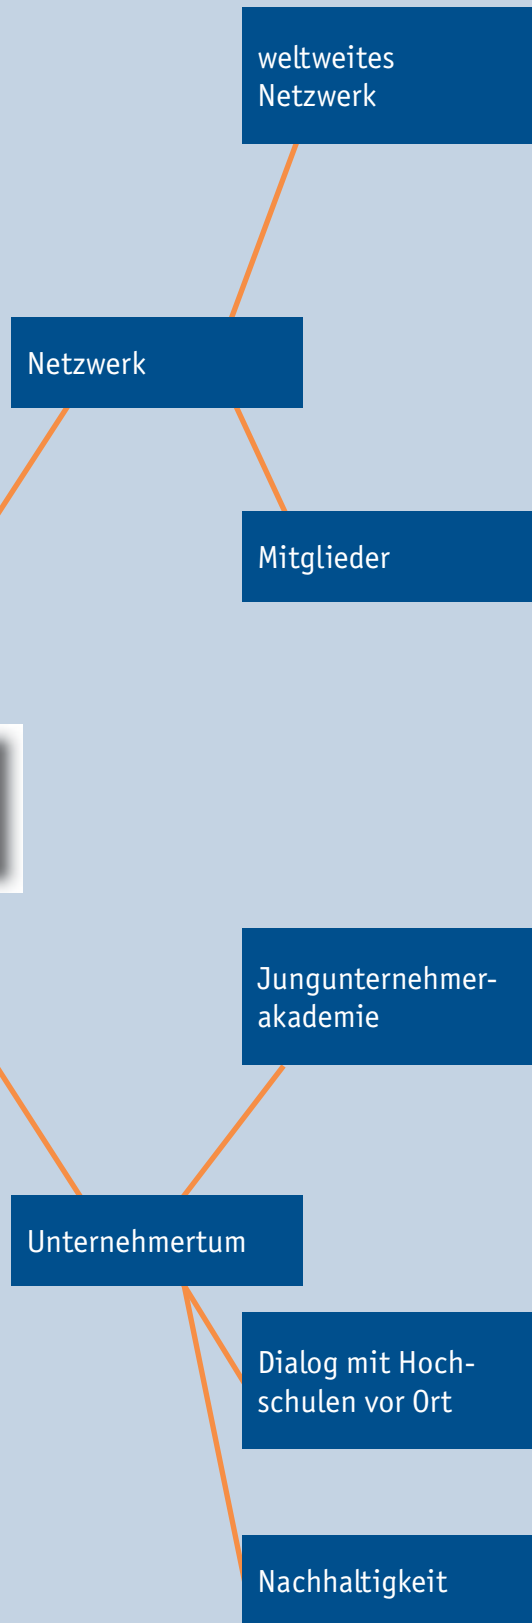 weltweites
Netzwerk
Netzwerk
Mitglieder
Jungunternehmer-
akademie
Unternehmertum
Dialog mit Hoch-
schulen vor Ort
Nachhaltigkeit